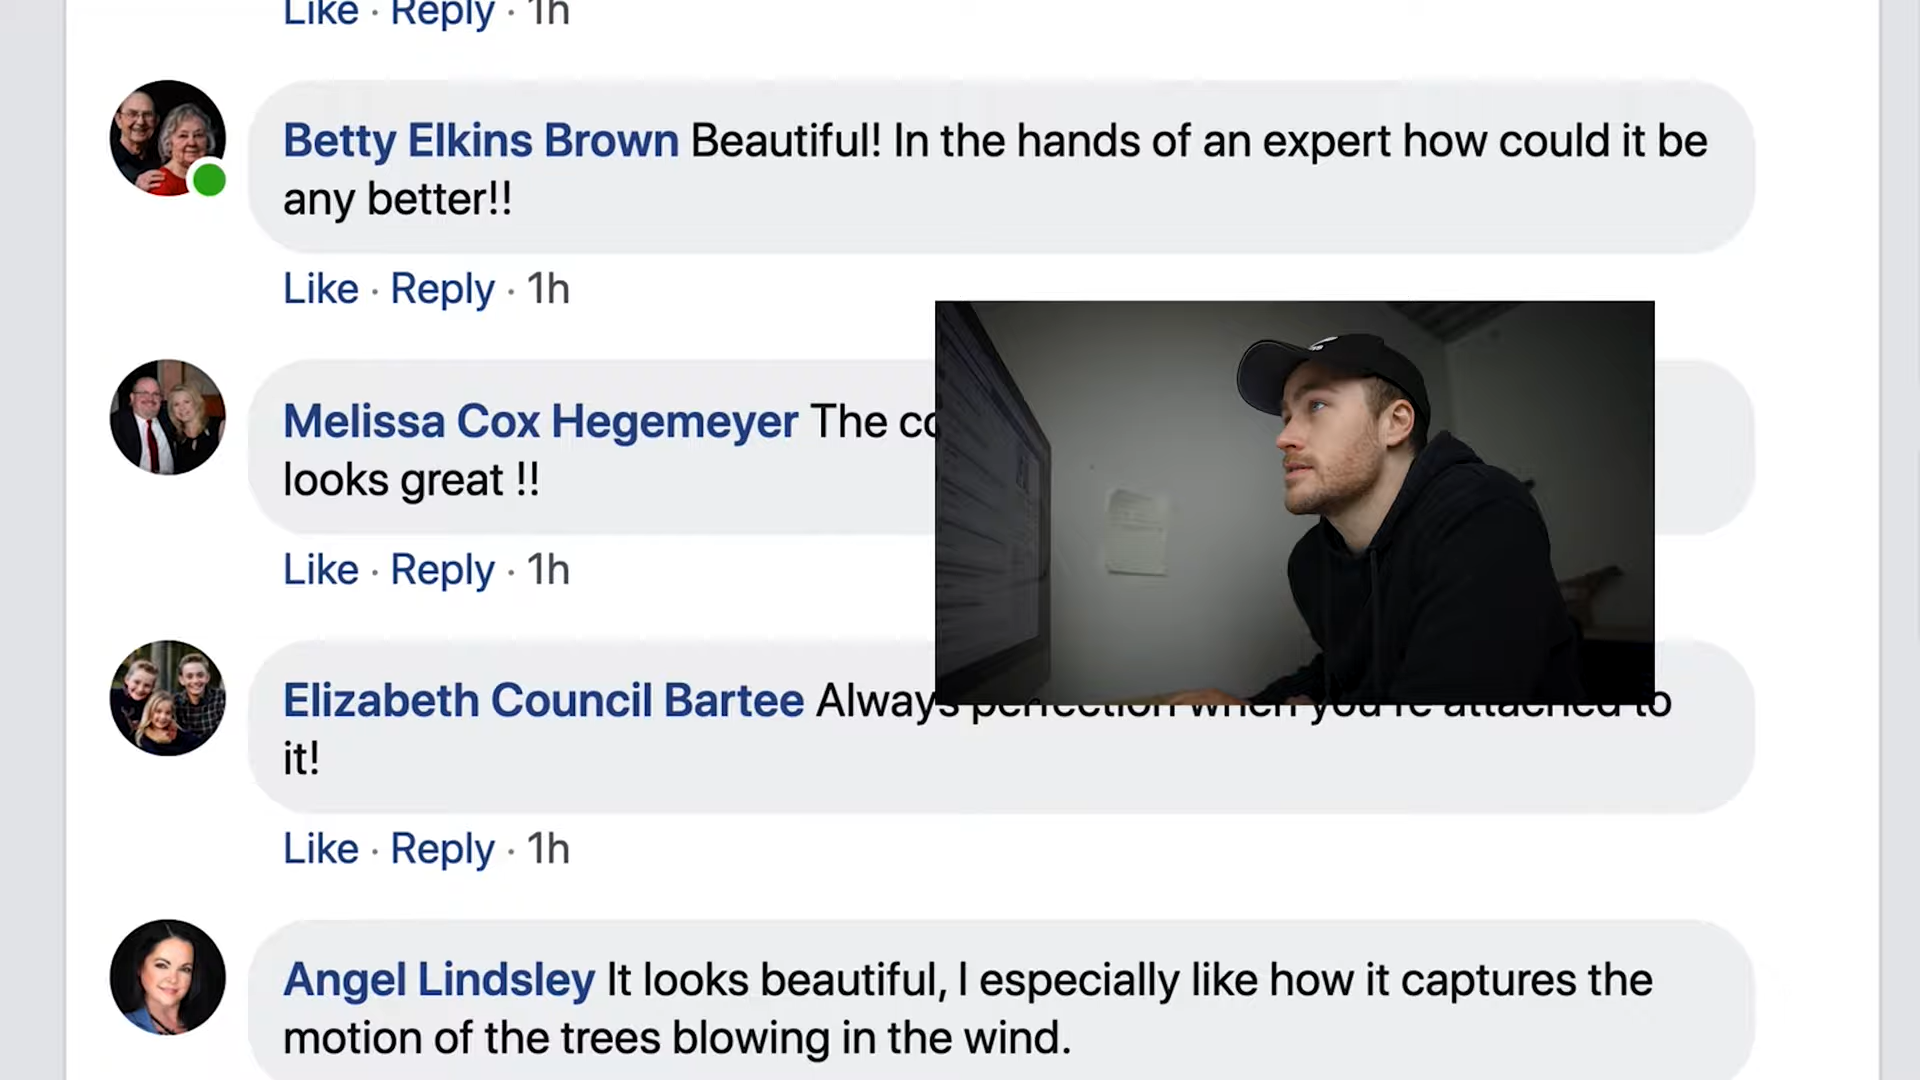 Like · Reply · 1h
Betty Elkins Brown Beautiful! In the hands of an expert how could it be
any better!!
Like · Reply · 1h
Melissa Cox Hegemeyer The
looks great !!
Like · Reply · 1h
Elizabeth Council Bartee Always perfection when you're attached to
it!
Like · Reply · 1h
Angel Lindsley It looks beautiful, I especially like how it captures the
motion of the trees blowing in the wind.